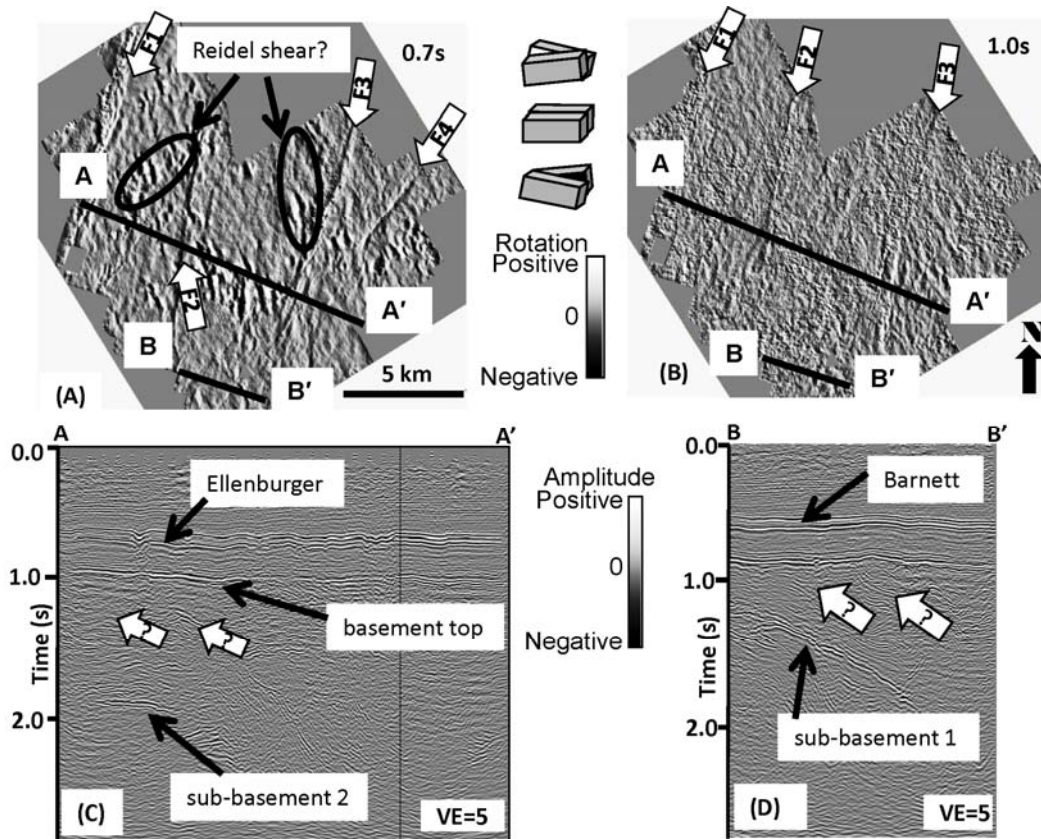 F1
Reidel shear?
0.7s
F3
F4
A
F2
A'
B
B'
(A)
5 km
Rotation
Positive
0
Negative
F1
F2
1.0s
F3
A
A'
N
B
B'
(B)
A
A'
0.0
Ellenburger
1.0
basement top
?
?
Time (s)
2.0
sub-basement 2
(C)
VE=5
Amplitude
Positive
0
Negative
B
B'
0.0
Barnett
1.0
?
?
Time (s)
2.0
sub-basement 1
(D)
VE=5